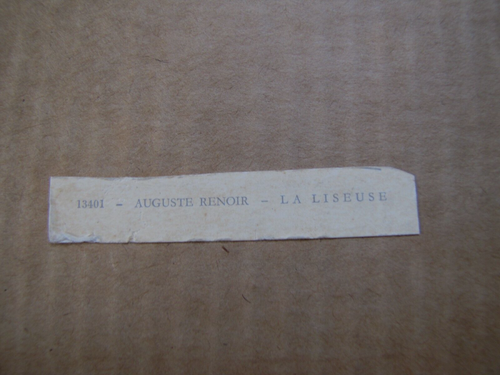 13401 – AUGUSTE RENOIR – LA LISEUSE